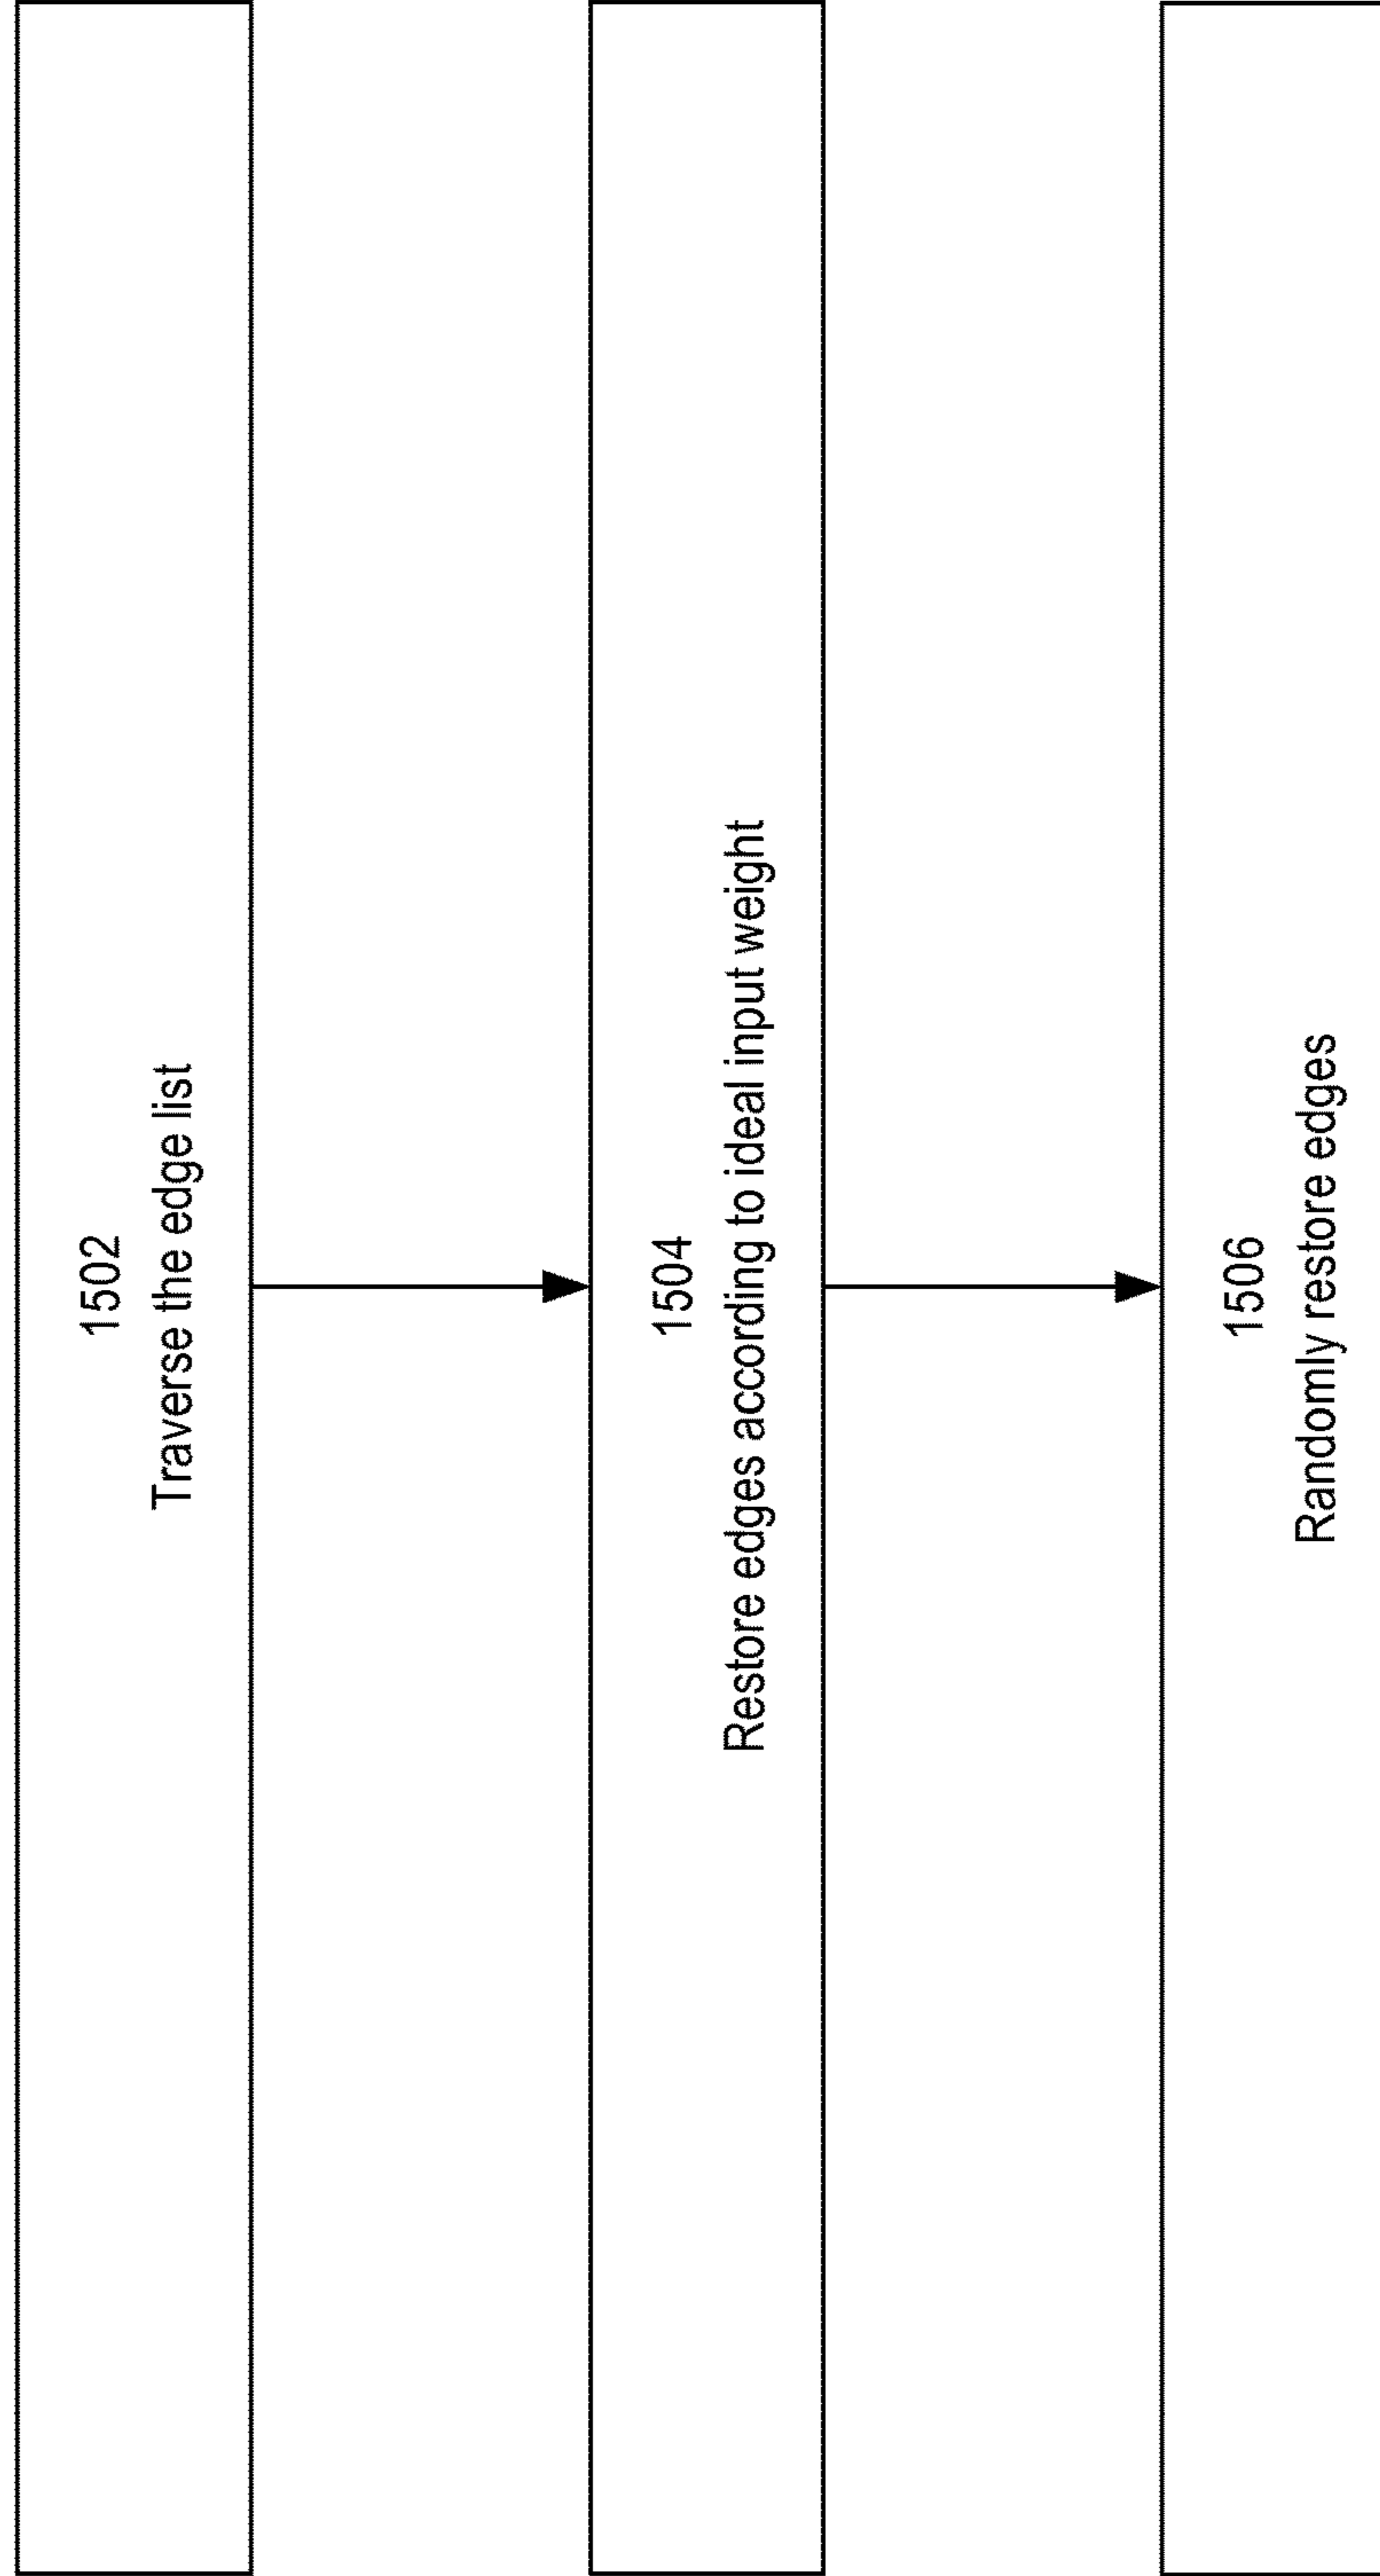 1502
Traverse the edge list
1504
Restore edges according to ideal input weight
1506
Randomly restore edges